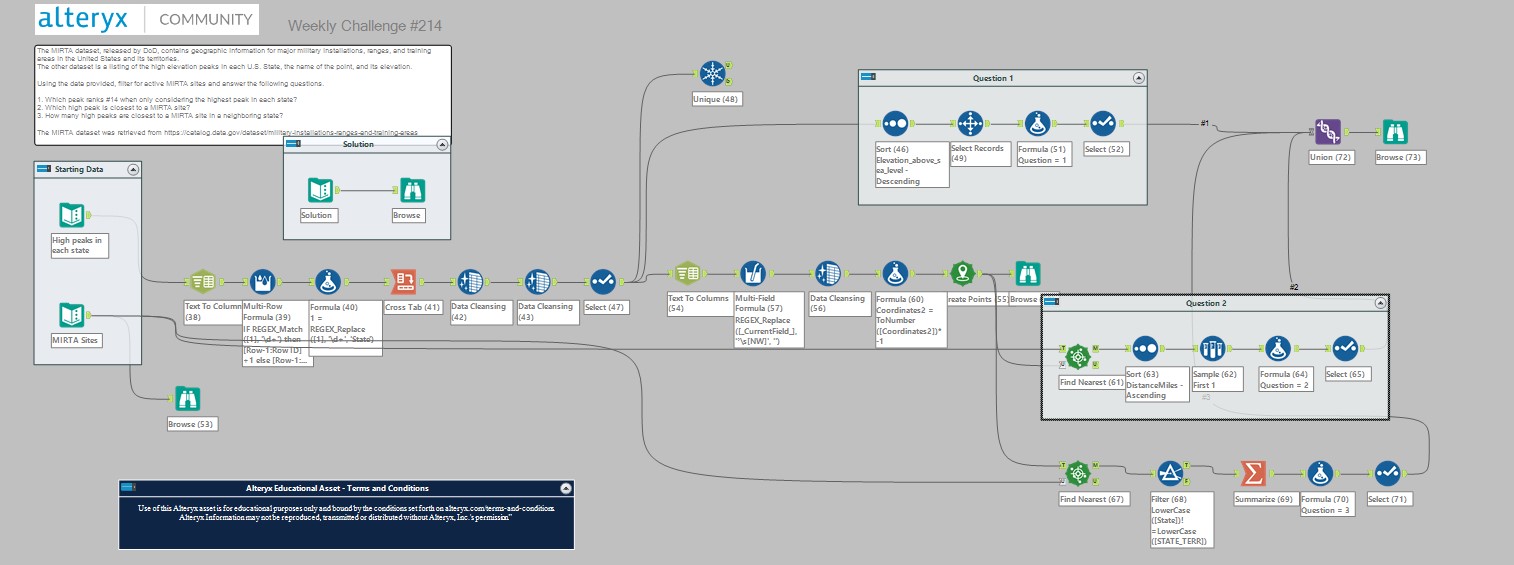 alteryx | COMMUNITY
Weekly Challenge #214
The MIRTA dataset, released by DoD, contains geographic information for major military installations, ranges, and training
areas in the United States and its territories.
The other dataset is a listing of the high elevation peaks in each U.S. State, the name of the point, and its elevation.
Using the data provided, filter for active MIRTA sites and answer the following questions.
1. Which peak ranks #14 when only considering the highest peak in each state?
2. Which high peak is closest to a MIRTA site?
3. How many high peaks are closest to a MIRTA site in a neighboring state?
The MIRTA dataset was retrieved from https://catalog.data.gov/dataset/military-installations-ranges-and-training-areas
Solution
Solution
Browse
Starting Data
High peaks in
each state
MIRTA Sites
Browse (53)
Text To Column
(38)
Multi-Row
Formula (39)
IF REGEX_Match
([1], '\d+') then
[Row-1:Row ID]
+1 else [Row-1:...
Formula (40)
1 =
REGEX_Replace
([1], '\d+', 'State')
Cross Tab (41)
Data Cleansing
(42)
Data Cleansing
(43)
Select (47)
Unique (48)
Question 1
Sort (46)
Elevation_above_s
ea_level -
Descending
Select Records
(49)
Formula (51)
Question = 1
Select (52)
#1
Union (72)
Browse (73)
Text To Columns
(54)
Multi-Field
Formula (57)
REGEX_Replace
([_CurrentField_],
Data Cleansing
(56)
Formula (60)
Coordinates2 =
ToNumber
([Coordinates2])*
-1
reate Points (55)
Browse
#2
Question 2
Find Nearest (61)
Sort (63)
DistanceMiles -
Ascending
Sample (62)
First 1
Formula (64)
Question = 2
Select (65)
Find Nearest (67)
Filter (68)
LowerCase
([State])!
=LowerCase
([STATE_TERR])
Summarize (69)
Formula (70)
Question = 3
Select (71)
Alteryx Educational Asset - Terms and Conditions
Use of this Alteryx asset is for educational purposes only and bound by the conditions set forth on alteryx.com/terms-and-conditions.
Alteryx Information may not be reproduced, transmitted or distributed without Alteryx, Inc.'s permission"